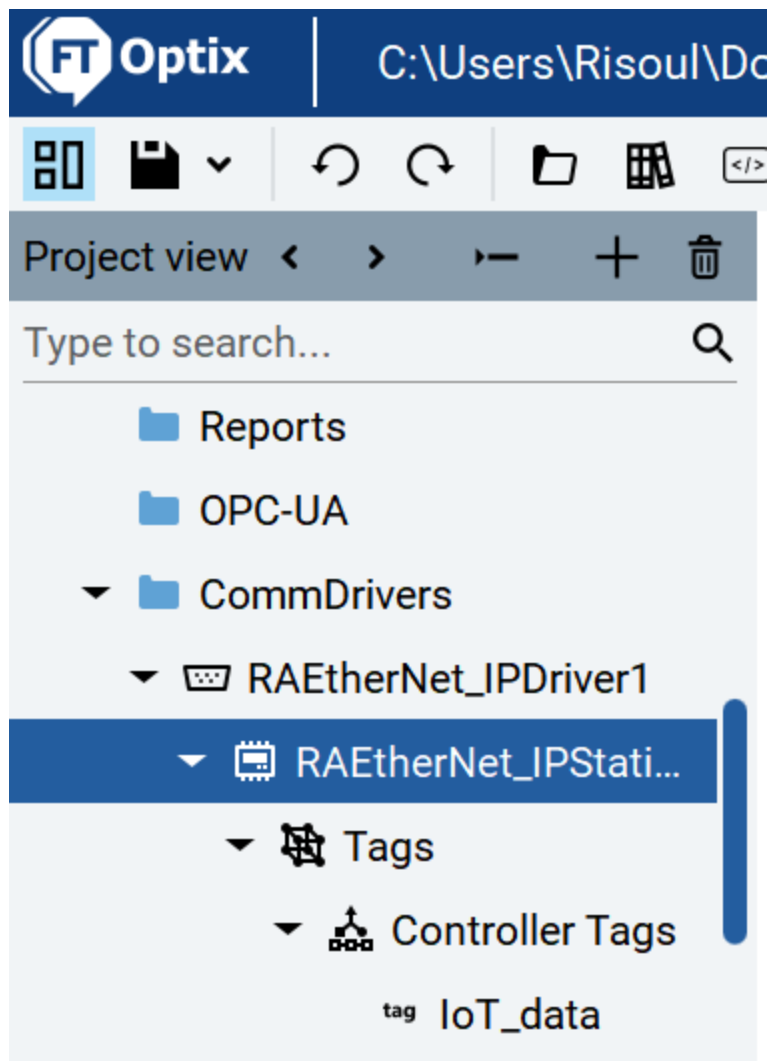 FT Optix C:\Users\Risoul\Do
</>
Project view
Type to search...
Reports
OPC-UA
CommDrivers
RAEtherNet_IPDriver1
RAEtherNet_IPStati...
Tags
Controller Tags
tag IoT_data